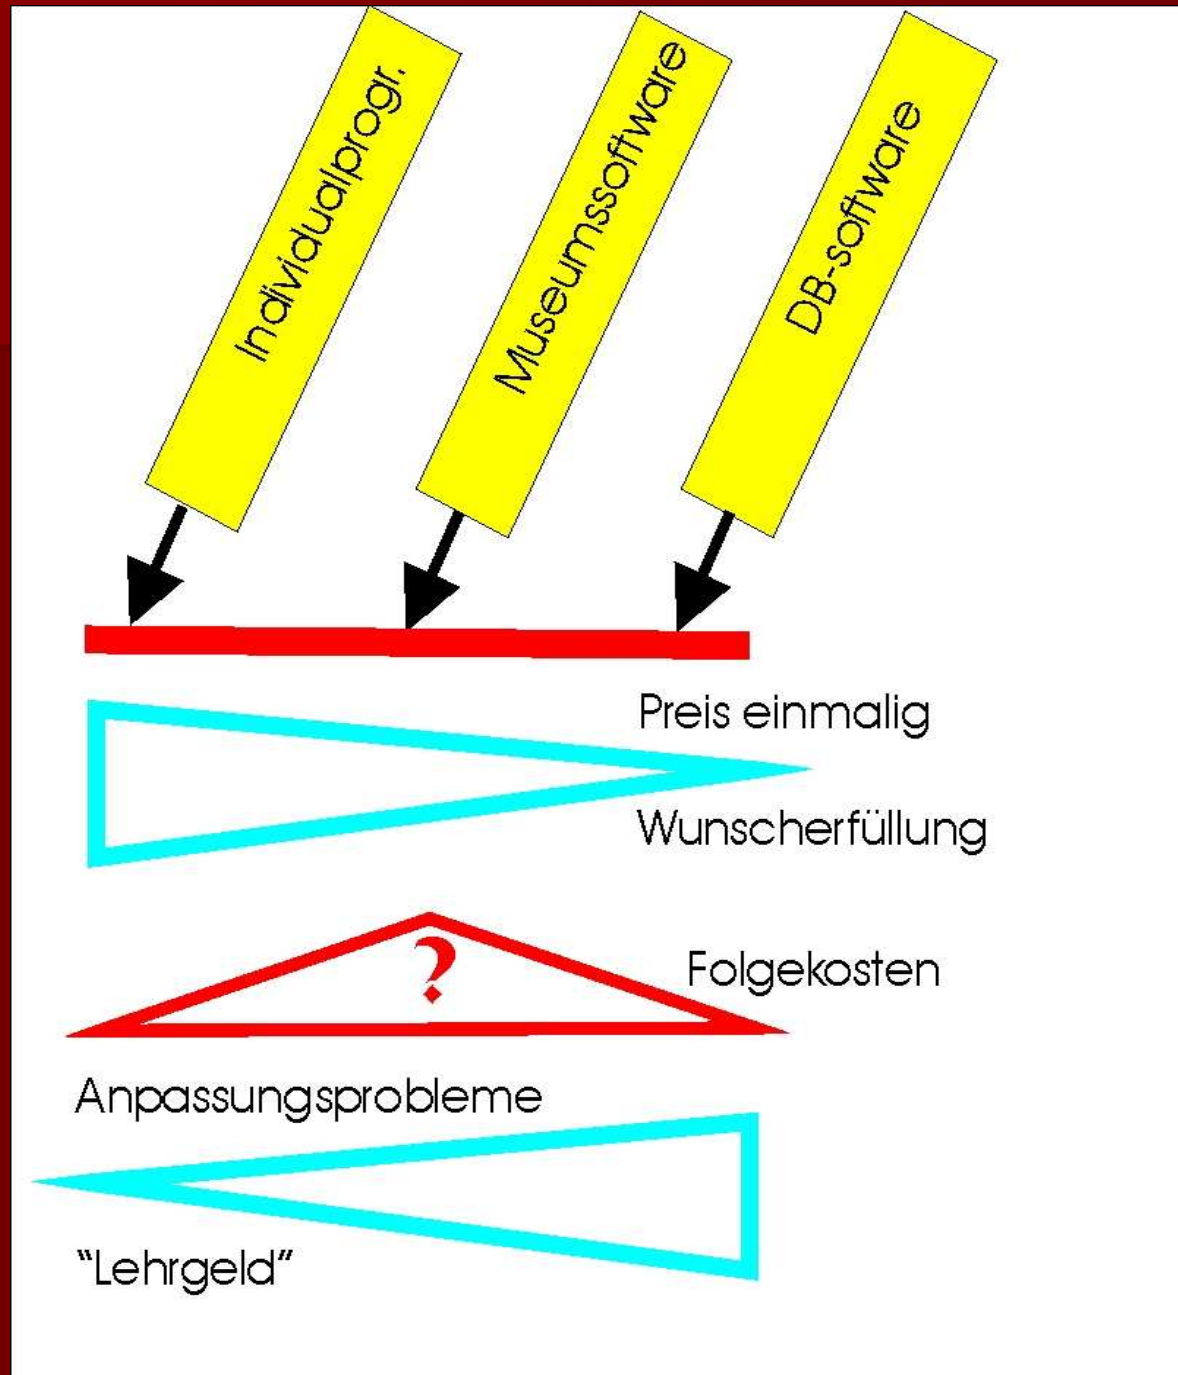 Individualprogr.
Museumssoftware
DB-software
Preis einmalig
Wunscherfüllung
?
Folgekosten
Anpassungsprobleme
“Lehrgeld”